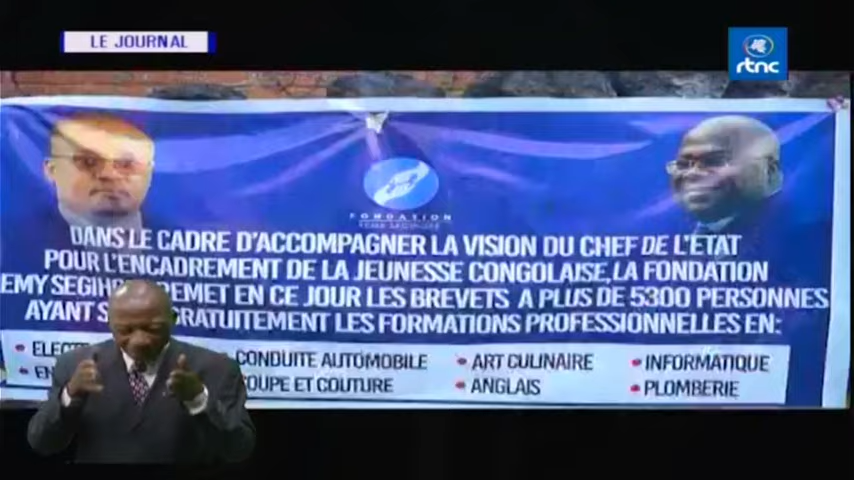 LE JOURNAL
rtnc
FONDATION
DANS LE CADRE D'ACCOMPAGNER LA VISION DU CHEF DE L'ETAT
POUR L'ENCADREMENT DE LA JEUNESSE CONGOLAISE, LA FONDATION
REMET EN CE JOUR LES BREVETS A PLUS DE 5300 PERSONNES
AYANT GRATUITEMENT LES FORMATIONS PROFESSIONNELLES EN:
• CONDUITE AUTOMOBILE • ART CULINAIRE • INFORMATIQUE
• COUPE ET COUTURE • ANGLAIS • PLOMBERIE